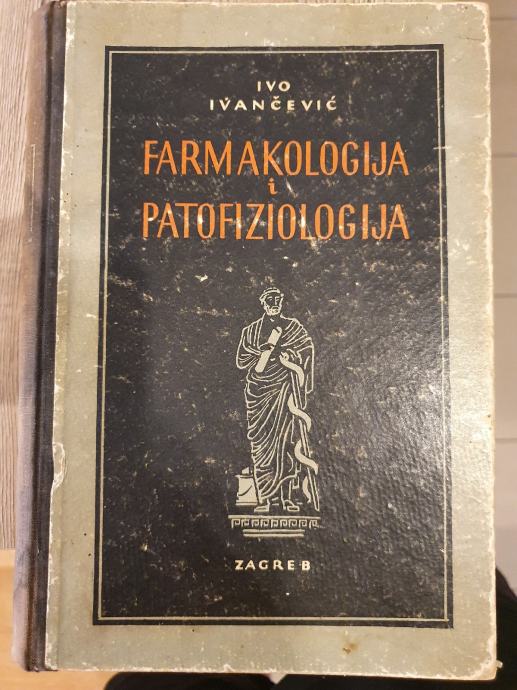 IVO
IVANČEVIĆ
FARMAKOLOGIJA
i
PATOFIZIOLOGIJA
ZAGREB